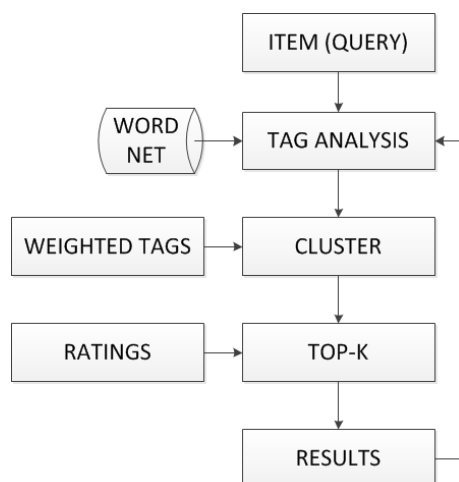 ITEM (QUERY)
WORD
NET
TAG ANALYSIS
WEIGHTED TAGS
CLUSTER
RATINGS
TOP-K
RESULTS